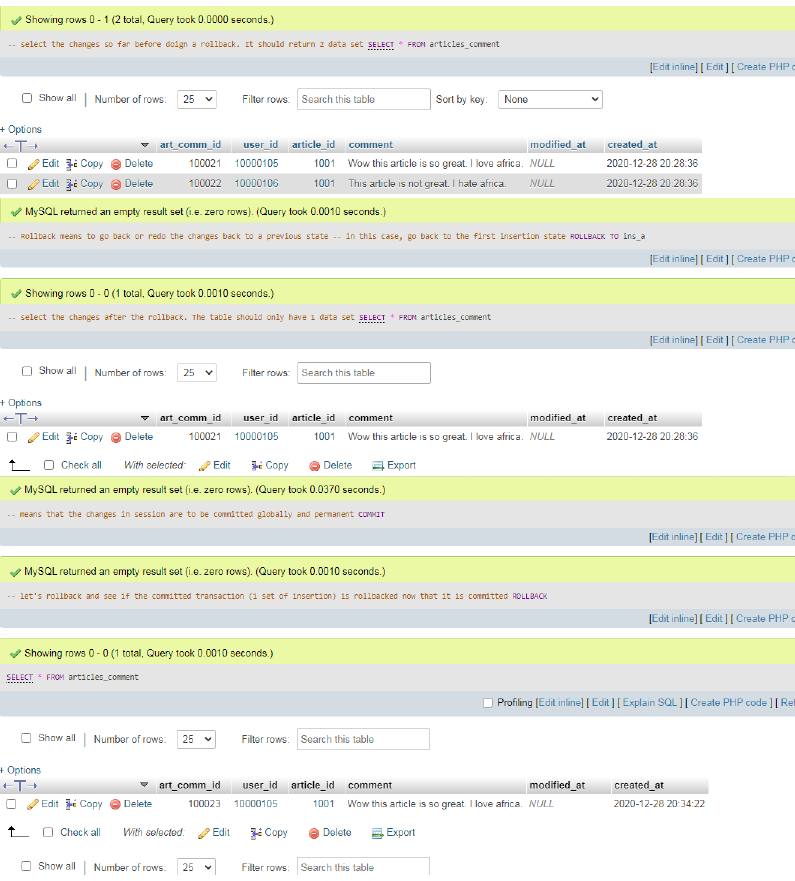 Showing rows 0 - 1 (2 total, Query took 0.0000 seconds.)
-- select the changes so far before doign a rollback. it should return 2 data set SELECT * FROM articles_comment
[Edit inline] [ Edit ] [ Create PHP c
Show all | Number of rows: 25 Filter rows: Search this table Sort by key: None
+ Options
←T→ art_comm_id user_id article_id comment modified_at created_at
Edit Copy Delete 100021 10000105 1001 Wow this article is so great. I love africa. NULL 2020-12-28 20:28:36
Edit Copy Delete 100022 10000106 1001 This article is not great. I hate africa. NULL 2020-12-28 20:28:36
MySQL returned an empty result set (i.e. zero rows). (Query took 0.0010 seconds.)
-- Rollback means to go back or redo the changes back to a previous state -- in this case, go back to the first insertion state ROLLBACK TO ins_a
[Edit inline] [ Edit ] [ Create PHP c
Showing rows 0 - 0 (1 total, Query took 0.0010 seconds.)
-- select the changes after the rollback. The table should only have 1 data set SELECT * FROM articles_comment
[Edit inline] [ Edit ] [ Create PHP c
Show all | Number of rows: 25 Filter rows: Search this table
+ Options
←T→ art_comm_id user_id article_id comment modified_at created_at
Edit Copy Delete 100021 10000105 1001 Wow this article is so great. I love africa. NULL 2020-12-28 20:28:36
Check all With selected: Edit Copy Delete Export
MySQL returned an empty result set (i.e. zero rows). (Query took 0.0370 seconds.)
-- means that the changes in session are to be committed globally and permanent COMMIT
[Edit inline] [ Edit ] [ Create PHP c
MySQL returned an empty result set (i.e. zero rows). (Query took 0.0010 seconds.)
-- let's rollback and see if the committed transaction (1 set of insertion) is rollbacked now that it is committed ROLLBACK
[Edit inline] [ Edit ] [ Create PHP c
Showing rows 0 - 0 (1 total, Query took 0.0010 seconds.)
SELECT * FROM articles_comment
Profiling [Edit inline] [ Edit ] [ Explain SQL ] [ Create PHP code ] [ Ref
Show all | Number of rows: 25 Filter rows: Search this table
+ Options
←T→ art_comm_id user_id article_id comment modified_at created_at
Edit Copy Delete 100023 10000105 1001 Wow this article is so great. I love africa. NULL 2020-12-28 20:34:22
Check all With selected: Edit Copy Delete Export
Show all | Number of rows: 25 Filter rows: Search this table